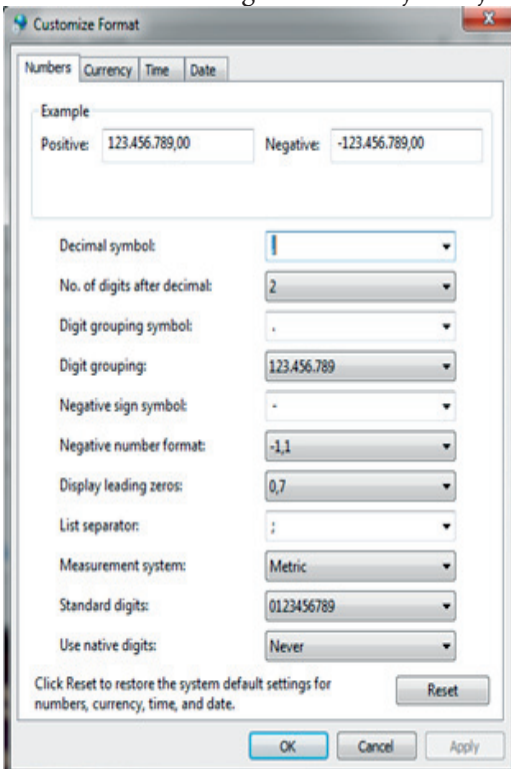 Customize Format
Numbers Currency Time Date
Example
Positive: 123.456.789,00 Negative: -123.456.789,00
Decimal symbol:
No. of digits after decimal: 2
Digit grouping symbol: .
Digit grouping: 123.456.789
Negative sign symbol: -
Negative number format: -1,1
Display leading zeros: 0,7
List separator: ;
Measurement system: Metric
Standard digits: 0123456789
Use native digits: Never
Click Reset to restore the system default settings for
numbers, currency, time, and date.
Reset
OK Cancel Apply